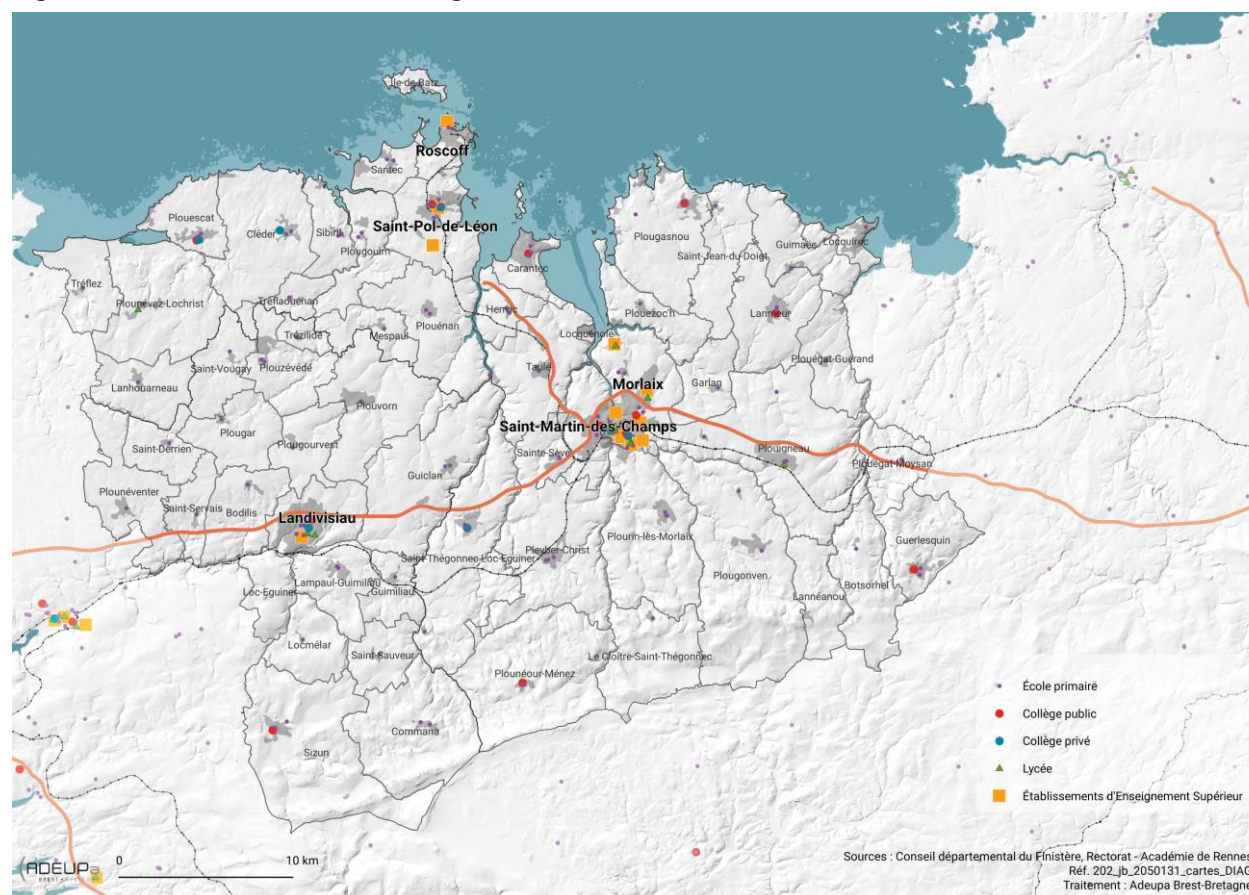 Île-de-Batz
Roscoff
Santec
Saint-Pol-de-Léon
Plouescat
Cléder
Sibiril
Plougoulm
Plougasnou
Saint-Jean-du-Doigt
Guimaëc
Locquirec
Carantec
Tréflez
Plounévez-Lochrist
Tréflaouénan
Plouénan
Henvic
Plouezoc'h
Lanmeur
Trézilidé
Mespaul
Locquénolé
Saint-Vougay
Plouzévédé
Taulé
Plouégat-Guérand
Lanhouarneau
Morlaix
Garlan
Plouvorn
Plougar
Saint-Martin-des-Champs
Saint-Derrien
Plougourvest
Sainte-Sève
Plouigneau
Plouégat-Moysan
Guiclan
Plounéventer
Saint-Servais
Bodilis
Landivisiau
Plourin-lès-Morlaix
Guerlesquin
Saint-Thégonnec Loc-Eguiner
Pleyber-Christ
Plougonven
Lampaul-Guimiliau
Loc-Eguiner
Guimiliau
Botsorhel
Lannéanou
Locmélar
Saint-Sauveur
Le Cloître-Saint-Thégonnec
Plounéour-Ménez
Commana
Sizun
École primaire
Collège public
Collège privé
Lycée
Établissements d'Enseignement Supérieur
ADEUPa
BREST BRETAGNE
0
10 km
Sources : Conseil départemental du Finistère, Rectorat - Académie de Rennes
Réf. 202_jb_2050131_cartes_DIAG
Traitement : Adeupa Brest-Bretagne